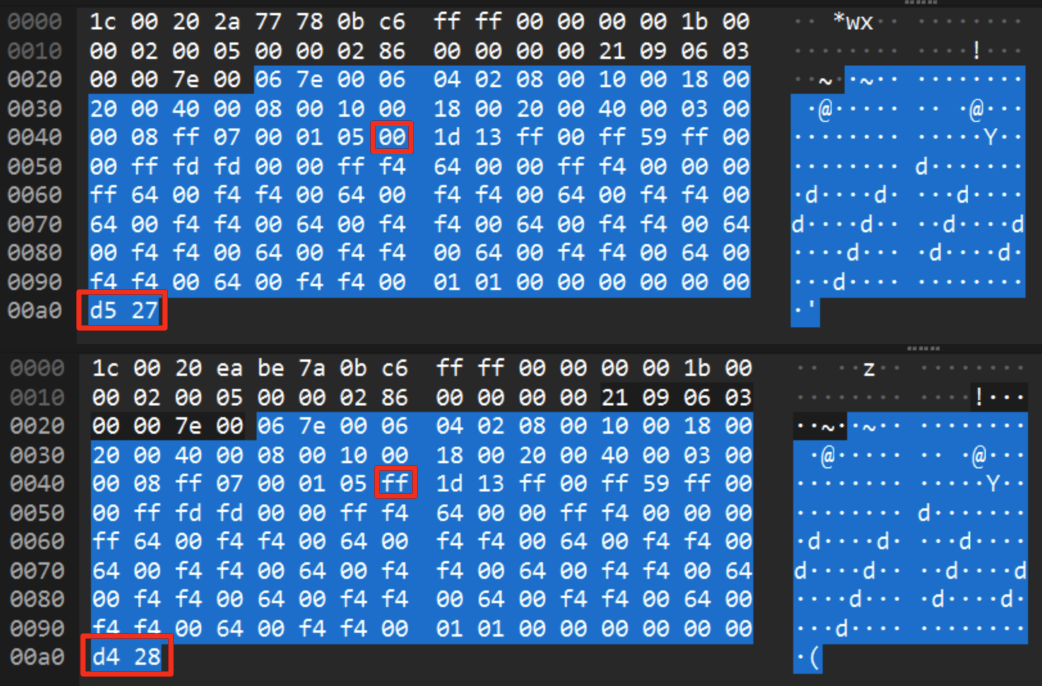 0000 1c 00 20 2a 77 78 0b c6 ff ff 00 00 00 00 1b 00 ·· *wx·· ········
0010 00 02 00 05 00 00 02 86 00 00 00 00 21 09 06 03 ········ ····!···
0020 00 00 7e 00 06 7e 00 06 04 02 08 00 10 00 18 00 ··~··~·· ········
0030 20 00 40 00 08 00 10 00 18 00 20 00 40 00 03 00 ·@····· ·· ·@···
0040 00 08 ff 07 00 01 05 00 1d 13 ff 00 ff 59 ff 00 ········ ·····Y··
0050 00 ff fd fd 00 00 ff f4 64 00 00 ff f4 00 00 00 ········ d·······
0060 ff 64 00 f4 f4 00 64 00 f4 f4 00 64 00 f4 f4 00 ·d····d· ···d····
0070 64 00 f4 f4 00 64 00 f4 f4 00 64 00 f4 f4 00 64 d····d·· ··d····d
0080 00 f4 f4 00 64 00 f4 f4 00 64 00 f4 f4 00 64 00 ····d··· ·d····d·
0090 f4 f4 00 64 00 f4 f4 00 01 01 00 00 00 00 00 00 ···d···· ········
00a0 d5 27 ·'
0000 1c 00 20 ea be 7a 0b c6 ff ff 00 00 00 00 1b 00 ·· ··z·· ········
0010 00 02 00 05 00 00 02 86 00 00 00 00 21 09 06 03 ········ ····!···
0020 00 00 7e 00 06 7e 00 06 04 02 08 00 10 00 18 00 ··~··~·· ········
0030 20 00 40 00 08 00 10 00 18 00 20 00 40 00 03 00 ·@····· ·· ·@···
0040 00 08 ff 07 00 01 05 ff 1d 13 ff 00 ff 59 ff 00 ········ ·····Y··
0050 00 ff fd fd 00 00 ff f4 64 00 00 ff f4 00 00 00 ········ d·······
0060 ff 64 00 f4 f4 00 64 00 f4 f4 00 64 00 f4 f4 00 ·d····d· ···d····
0070 64 00 f4 f4 00 64 00 f4 f4 00 64 00 f4 f4 00 64 d····d·· ··d····d
0080 00 f4 f4 00 64 00 f4 f4 00 64 00 f4 f4 00 64 00 ····d··· ·d····d·
0090 f4 f4 00 64 00 f4 f4 00 01 01 00 00 00 00 00 00 ···d···· ········
00a0 d4 28 ·(